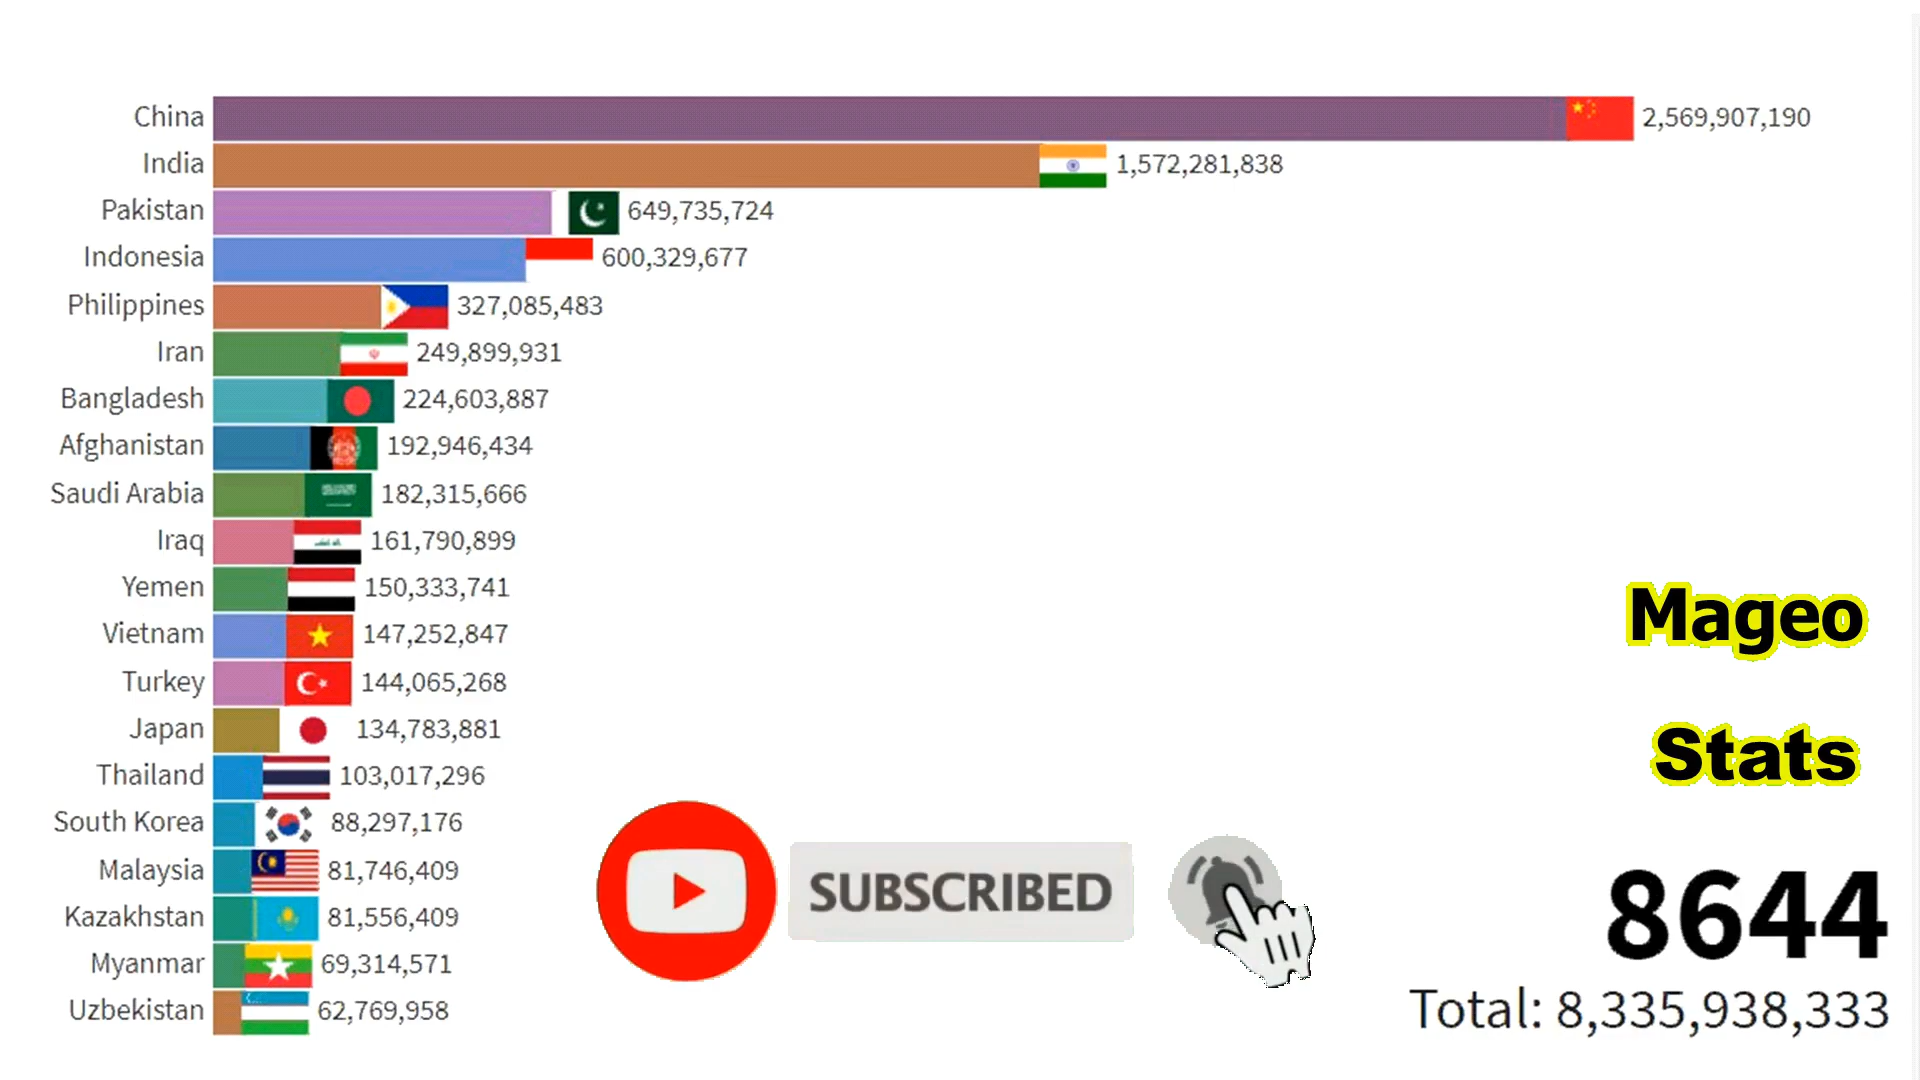 China 2,569,907,190
India 1,572,281,838
Pakistan 649,735,724
Indonesia 600,329,677
Philippines 327,085,483
Iran 249,899,931
Bangladesh 224,603,887
Afghanistan 192,946,434
Saudi Arabia 182,315,666
Iraq 161,790,899
Yemen 150,333,741
Vietnam 147,252,847
Turkey 144,065,268
Japan 134,783,881
Thailand 103,017,296
South Korea 88,297,176
Malaysia 81,746,409
Kazakhstan 81,556,409
Myanmar 69,314,571
Uzbekistan 62,769,958
Mageo
Stats
SUBSCRIBED
8644
Total: 8,335,938,333